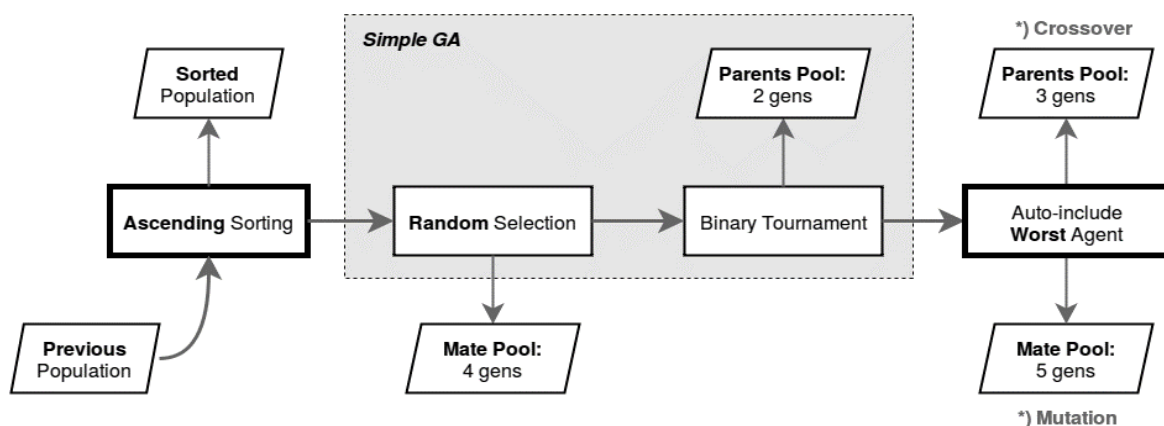 Simple GA
*) Crossover
Sorted
Population
Parents Pool:
2 gens
Parents Pool:
3 gens
Ascending Sorting
Random Selection
Binary Tournament
Auto-include
Worst Agent
Previous
Population
Mate Pool:
4 gens
Mate Pool:
5 gens
*) Mutation